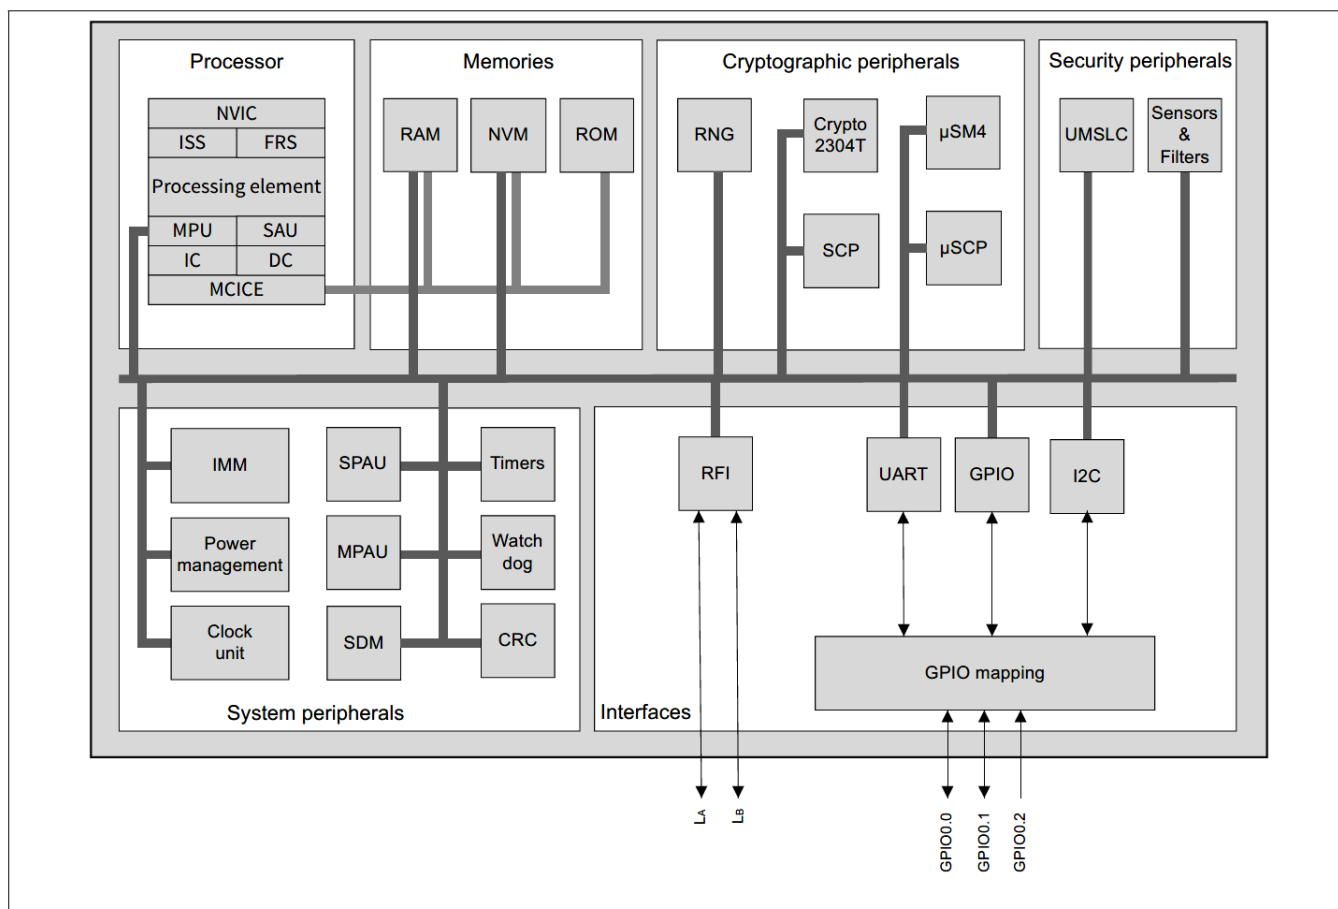 Processor
NVIC
ISS
FRS
Processing element
MPU
SAU
IC
DC
MCICE
Memories
RAM
NVM
ROM
Cryptographic peripherals
RNG
Crypto
2304T
µSM4
SCP
µSCP
Security peripherals
UMSLC
Sensors
&
Filters
IMM
SPAU
Timers
Power
management
MPAU
Watch
dog
Clock
unit
SDM
CRC
System peripherals
RFI
UART
GPIO
I2C
GPIO mapping
Interfaces
LA
LB
GPIO0.0
GPIO0.1
GPIO0.2